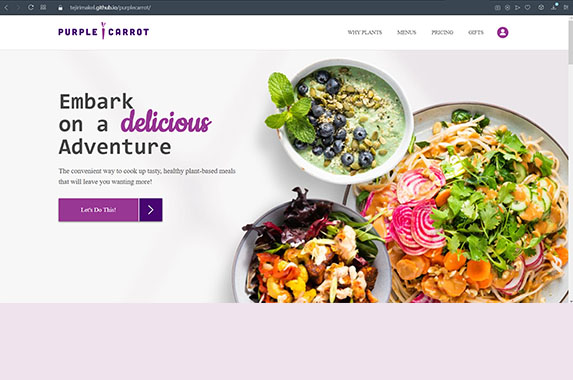 tejirimakel.github.io/purplecarrot/
PURPLE CARROT
WHY PLANTS MENUS PRICING GIFTS
Embark
on a delicious
Adventure
The convenient way to cook up tasty, healthy plant-based meals
that will leave you wanting more!
Let's Do This!